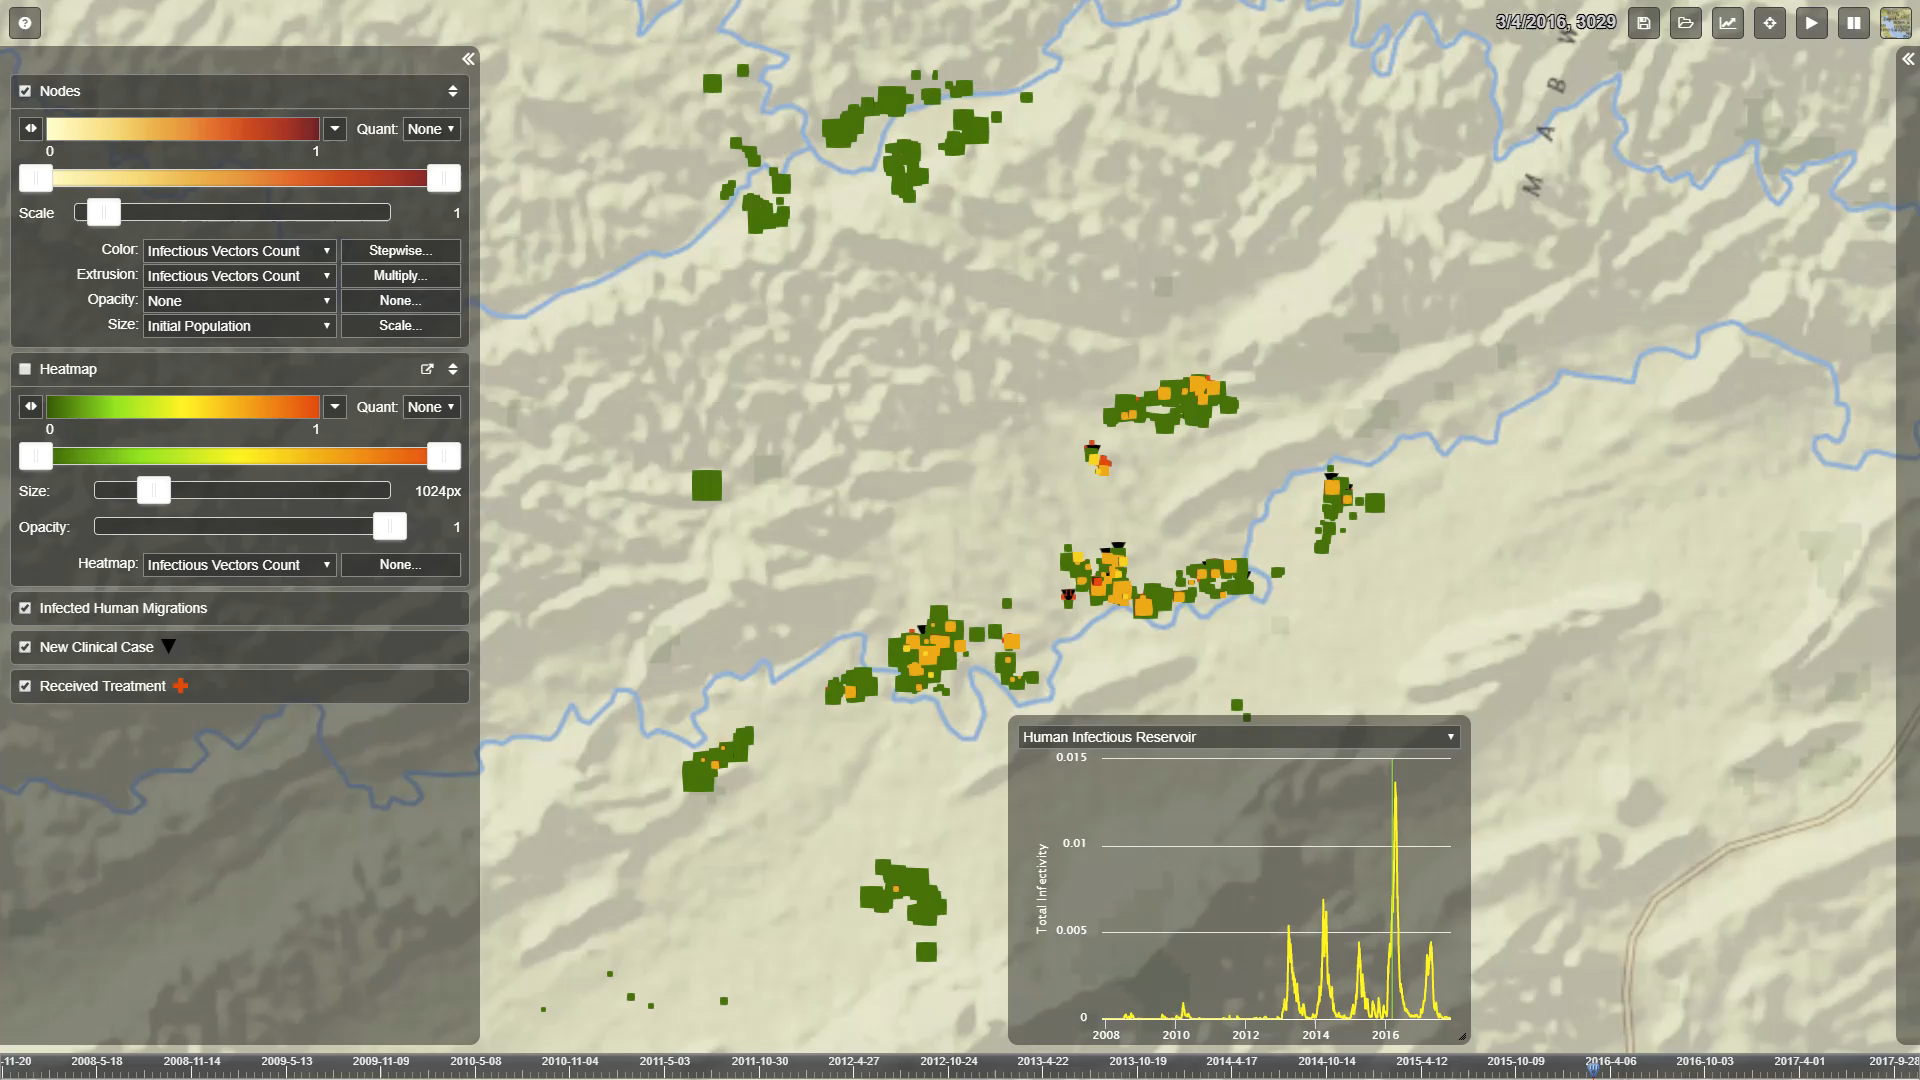 ?
3/4/2016, 3029
Nodes
Quant: None
0 1
Scale 1
Color: Infectious Vectors Count Stepwise...
Extrusion: Infectious Vectors Count Multiply...
Opacity: None None...
Size: Initial Population Scale...
Heatmap
Quant: None
0 1
Size: 1024px
Opacity: 1
Heatmap: Infectious Vectors Count None...
Infected Human Migrations
New Clinical Case
Received Treatment
M A B W
Human Infectious Reservoir
Total Infectivity
0.015
0.01
0.005
0
2008 2010 2012 2014 2016
-11-20 2008-5-18 2008-11-14 2009-5-13 2009-11-09 2010-5-08 2010-11-04 2011-5-03 2011-10-30 2012-4-27 2012-10-24 2013-4-22 2013-10-19 2014-4-17 2014-10-14 2015-4-12 2015-10-09 2016-4-06 2016-10-03 2017-4-01 2017-9-28